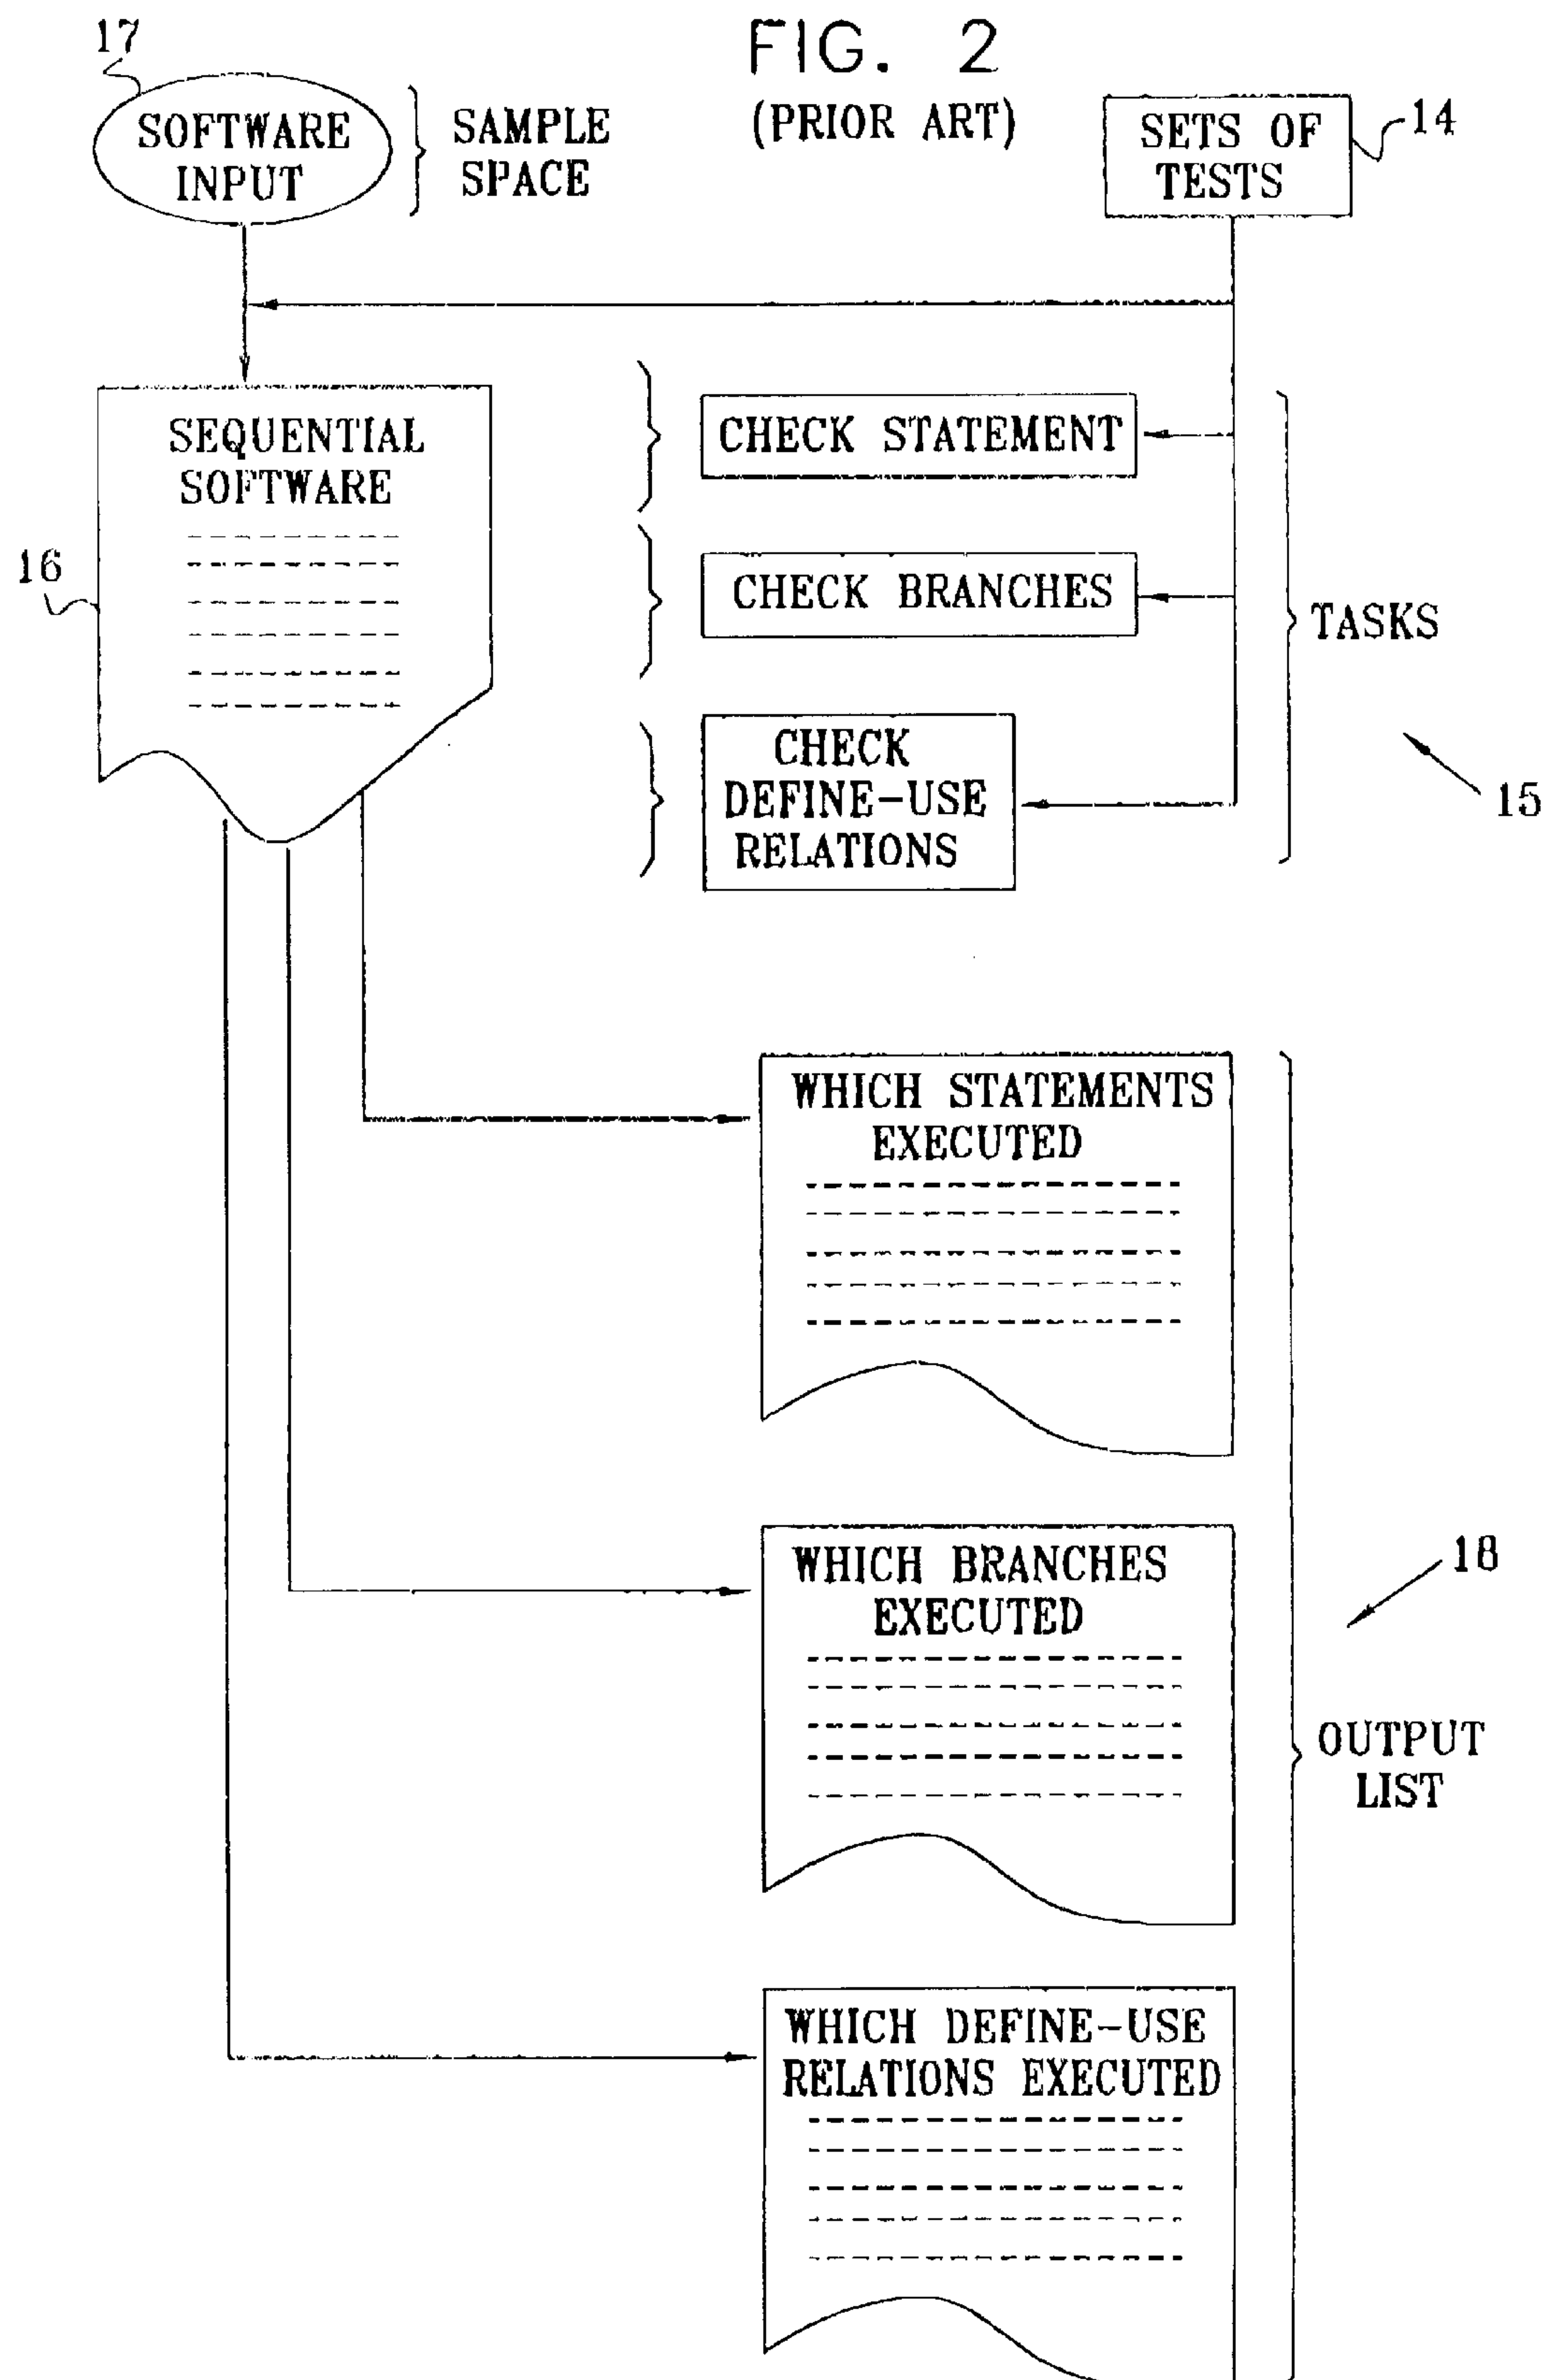 FIG. 2
(PRIOR ART)
17
SOFTWARE
INPUT
SAMPLE
SPACE
SETS OF
TESTS
14
SEQUENTIAL
SOFTWARE
16
CHECK STATEMENT
CHECK BRANCHES
CHECK
DEFINE-USE
RELATIONS
TASKS
15
WHICH STATEMENTS
EXECUTED
WHICH BRANCHES
EXECUTED
18
OUTPUT
LIST
WHICH DEFINE-USE
RELATIONS EXECUTED